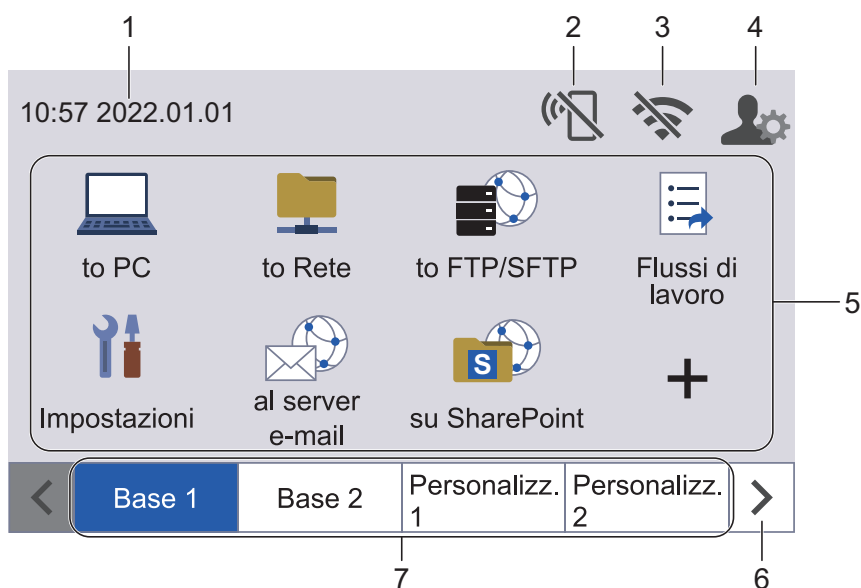 1
2
3
4
10:57 2022.01.01
to PC
to Rete
to FTP/SFTP
Flussi di
lavoro
5
Impostazioni
al server
e-mail
S
su SharePoint
Base 1
Base 2
Personalizz.
1
Personalizz.
2
7
6